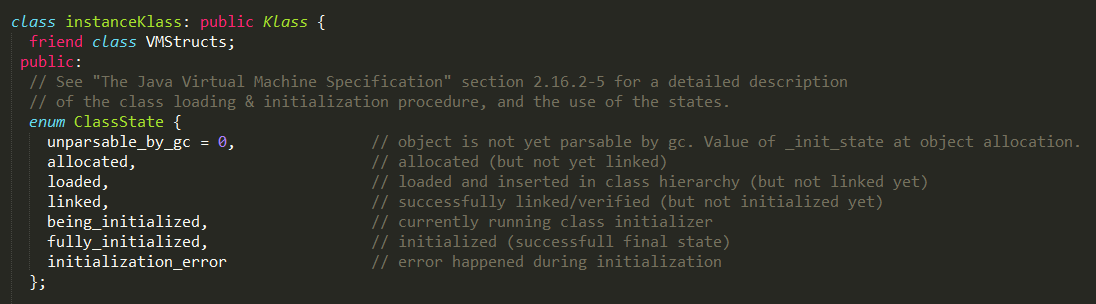 class instanceKlass: public Klass {
friend class VMStructs;
public:
// See "The Java Virtual Machine Specification" section 2.16.2-5 for a detailed description
// of the class loading & initialization procedure, and the use of the states.
enum ClassState {
unparsable_by_gc = 0, // object is not yet parsable by gc. Value of _init_state at object allocation.
allocated, // allocated (but not yet linked)
loaded, // loaded and inserted in class hierarchy (but not linked yet)
linked, // successfully linked/verified (but not initialized yet)
being_initialized, // currently running class initializer
fully_initialized, // initialized (successfull final state)
initialization_error // error happened during initialization
};